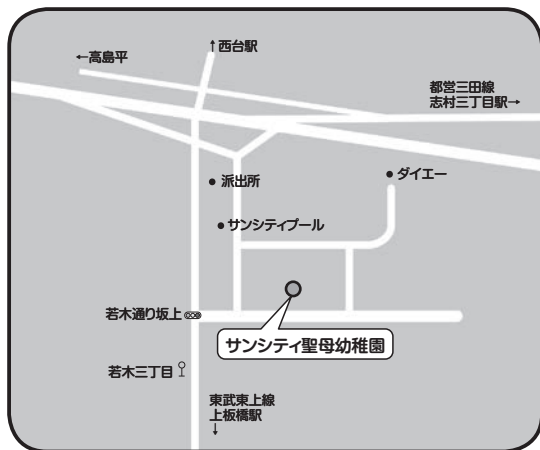 ↑西台駅
←高島平
都営三田線
志村三丁目駅→
派出所
ダイエー
サンシティプール
若木通り坂上
サンシティ聖母幼稚園
若木三丁目
東武東上線
上板橋駅
↓